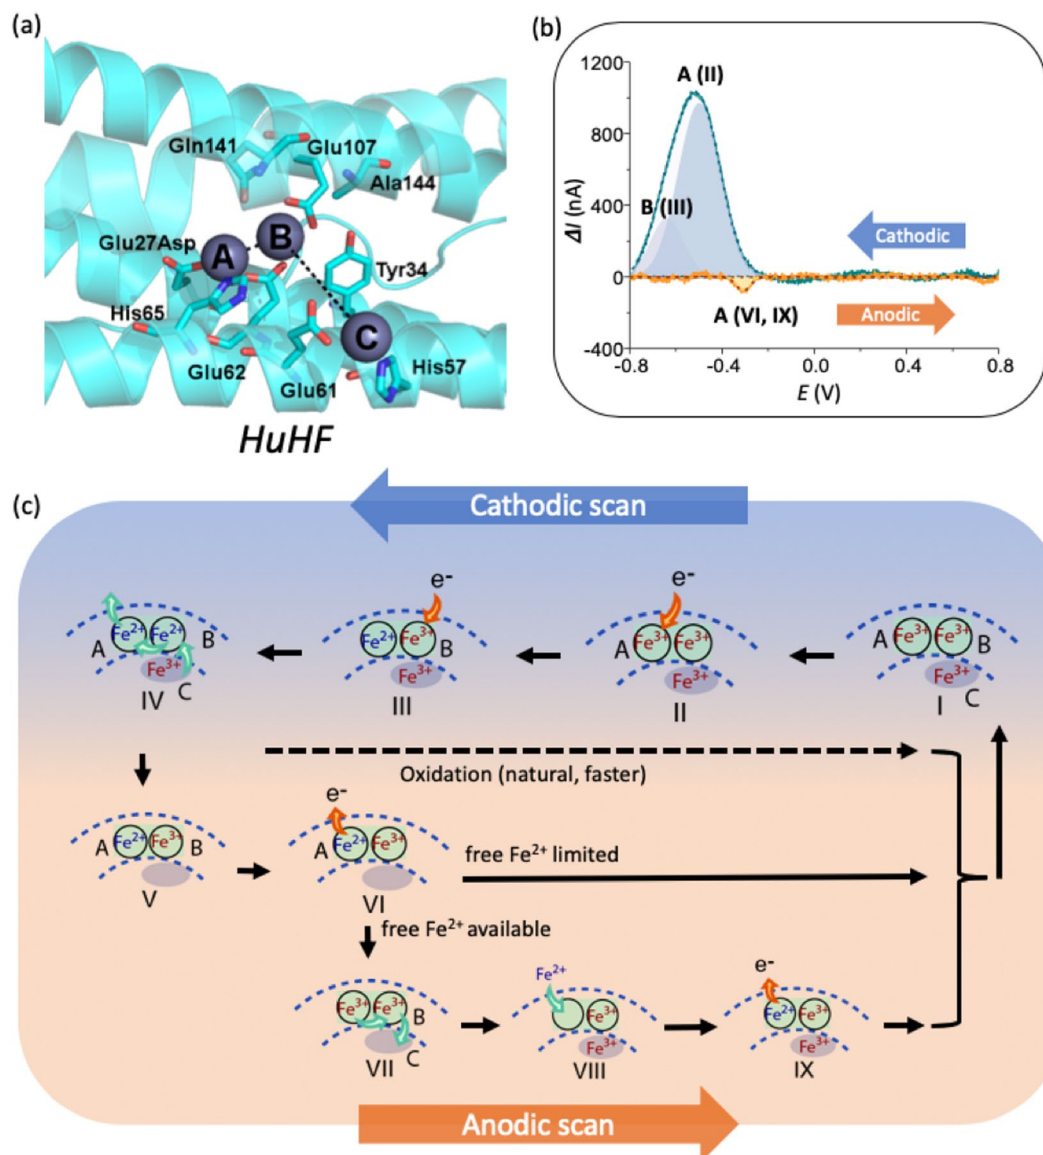 (a)
Gln141
Glu107
Ala144
Glu27Asp
A
B
Tyr34
His65
C
Glu62
Glu61
His57
HuHF
(b)
1200
800
400
0
-400
ΔI (nA)
A (II)
B (III)
Cathodic
A (VI, IX)
Anodic
-0.8
-0.4
0.0
0.4
0.8
E (V)
(c)
Cathodic scan
e-
e-
A
Fe2+
Fe2+
B
Fe3+
C
IV
Fe2+
Fe3+
B
Fe3+
III
A
Fe3+
Fe3+
Fe3+
II
A
Fe3+
Fe3+
B
Fe3+
C
I
Oxidation (natural, faster)
A
Fe2+
Fe3+
B
V
e-
A
Fe2+
Fe3+
VI
free Fe2+ limited
free Fe2+ available
Fe3+
Fe3+
B
C
VII
Fe2+
Fe3+
Fe3+
VIII
e-
Fe2+
Fe3+
Fe3+
IX
Anodic scan